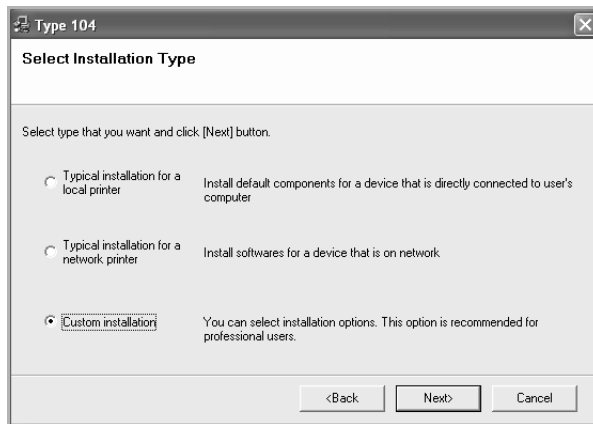 Type 104
Select Installation Type
Select type that you want and click [Next] button.
Typical installation for a
local printer
Install default components for a device that is directly connected to user's
computer
Typical installation for a
network printer
Install softwares for a device that is on network
Custom installation
You can select installation options. This option is recommended for
professional users.
<Back
Next>
Cancel